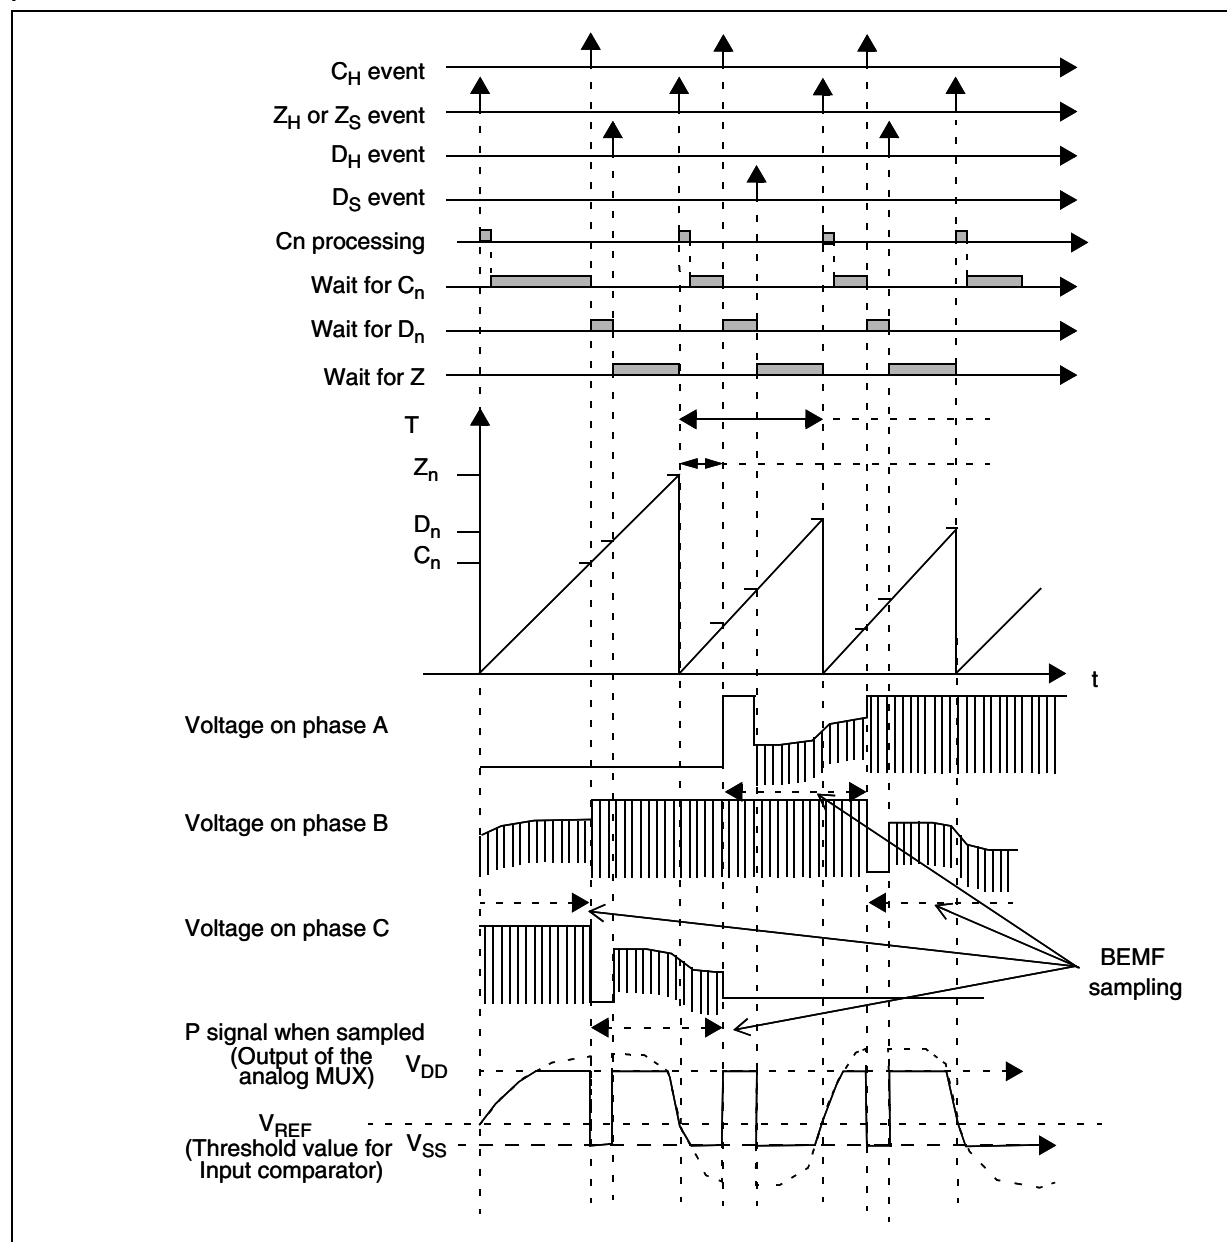 C_H event
Z_H or Z_S event
D_H event
D_S event
Cn processing
Wait for C_n
Wait for D_n
Wait for Z
T
Z_n
D_n
C_n
t
Voltage on phase A
Voltage on phase B
Voltage on phase C
BEMF
sampling
P signal when sampled
(Output of the
analog MUX)
V_DD
V_REF
(Threshold value for
Input comparator)
V_SS